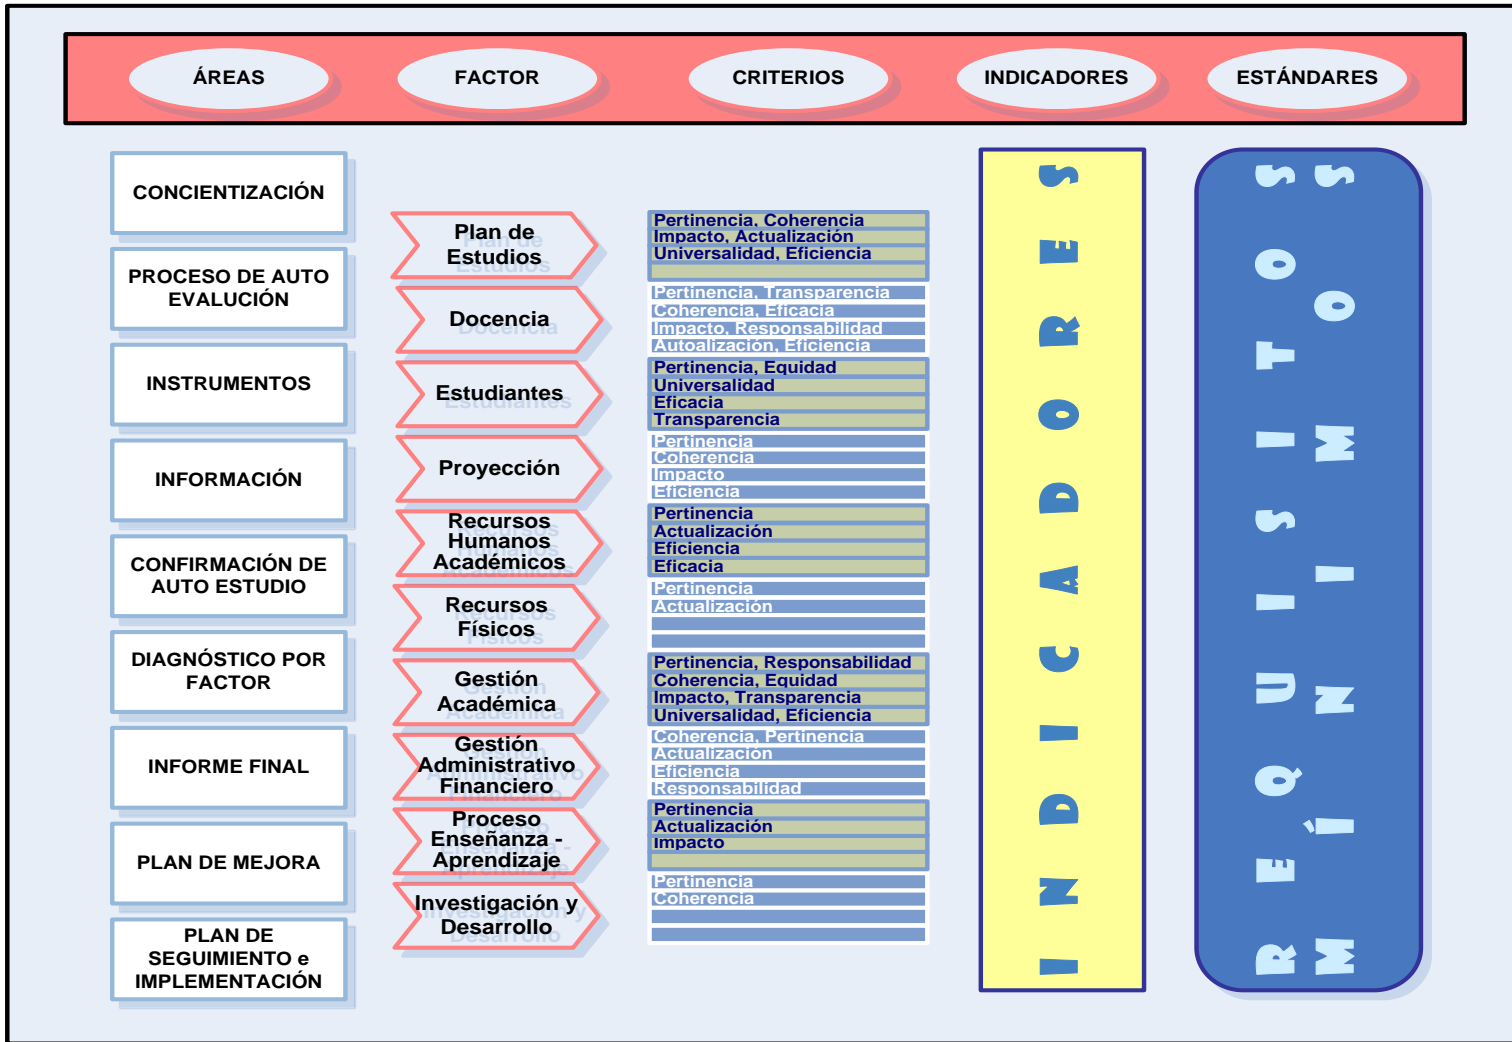 ÁREAS
FACTOR
CRITERIOS
INDICADORES
ESTÁNDARES
CONCIENTIZACIÓN
PROCESO DE AUTO
EVALUCIÓN
INSTRUMENTOS
INFORMACIÓN
CONFIRMACIÓN DE
AUTO ESTUDIO
DIAGNÓSTICO POR
FACTOR
INFORME FINAL
PLAN DE MEJORA
PLAN DE
SEGUIMIENTO e
IMPLEMENTACIÓN
Plan de
Estudios
Docencia
Estudiantes
Proyección
Recursos
Humanos
Académicos
Recursos
Físicos
Gestión
Académica
Gestión
Administrativo
Financiero
Proceso
Enseñanza -
Aprendizaje
Investigación y
Desarrollo
Pertinencia, Coherencia
Impacto, Actualización
Universalidad, Eficiencia
Pertinencia, Transparencia
Coherencia, Eficacia
Impacto, Responsabilidad
Autoalización, Eficiencia
Pertinencia, Equidad
Universalidad
Eficacia
Transparencia
Pertinencia
Coherencia
Impacto
Eficiencia
Pertinencia
Actualización
Eficiencia
Eficacia
Pertinencia
Actualización
Pertinencia, Responsabilidad
Coherencia, Equidad
Impacto, Transparencia
Universalidad, Eficiencia
Coherencia, Pertinencia
Actualización
Eficiencia
Responsabilidad
Pertinencia
Actualización
Impacto
Pertinencia
Coherencia
INDICADORES
REQUISITOS
MÍNIMOS